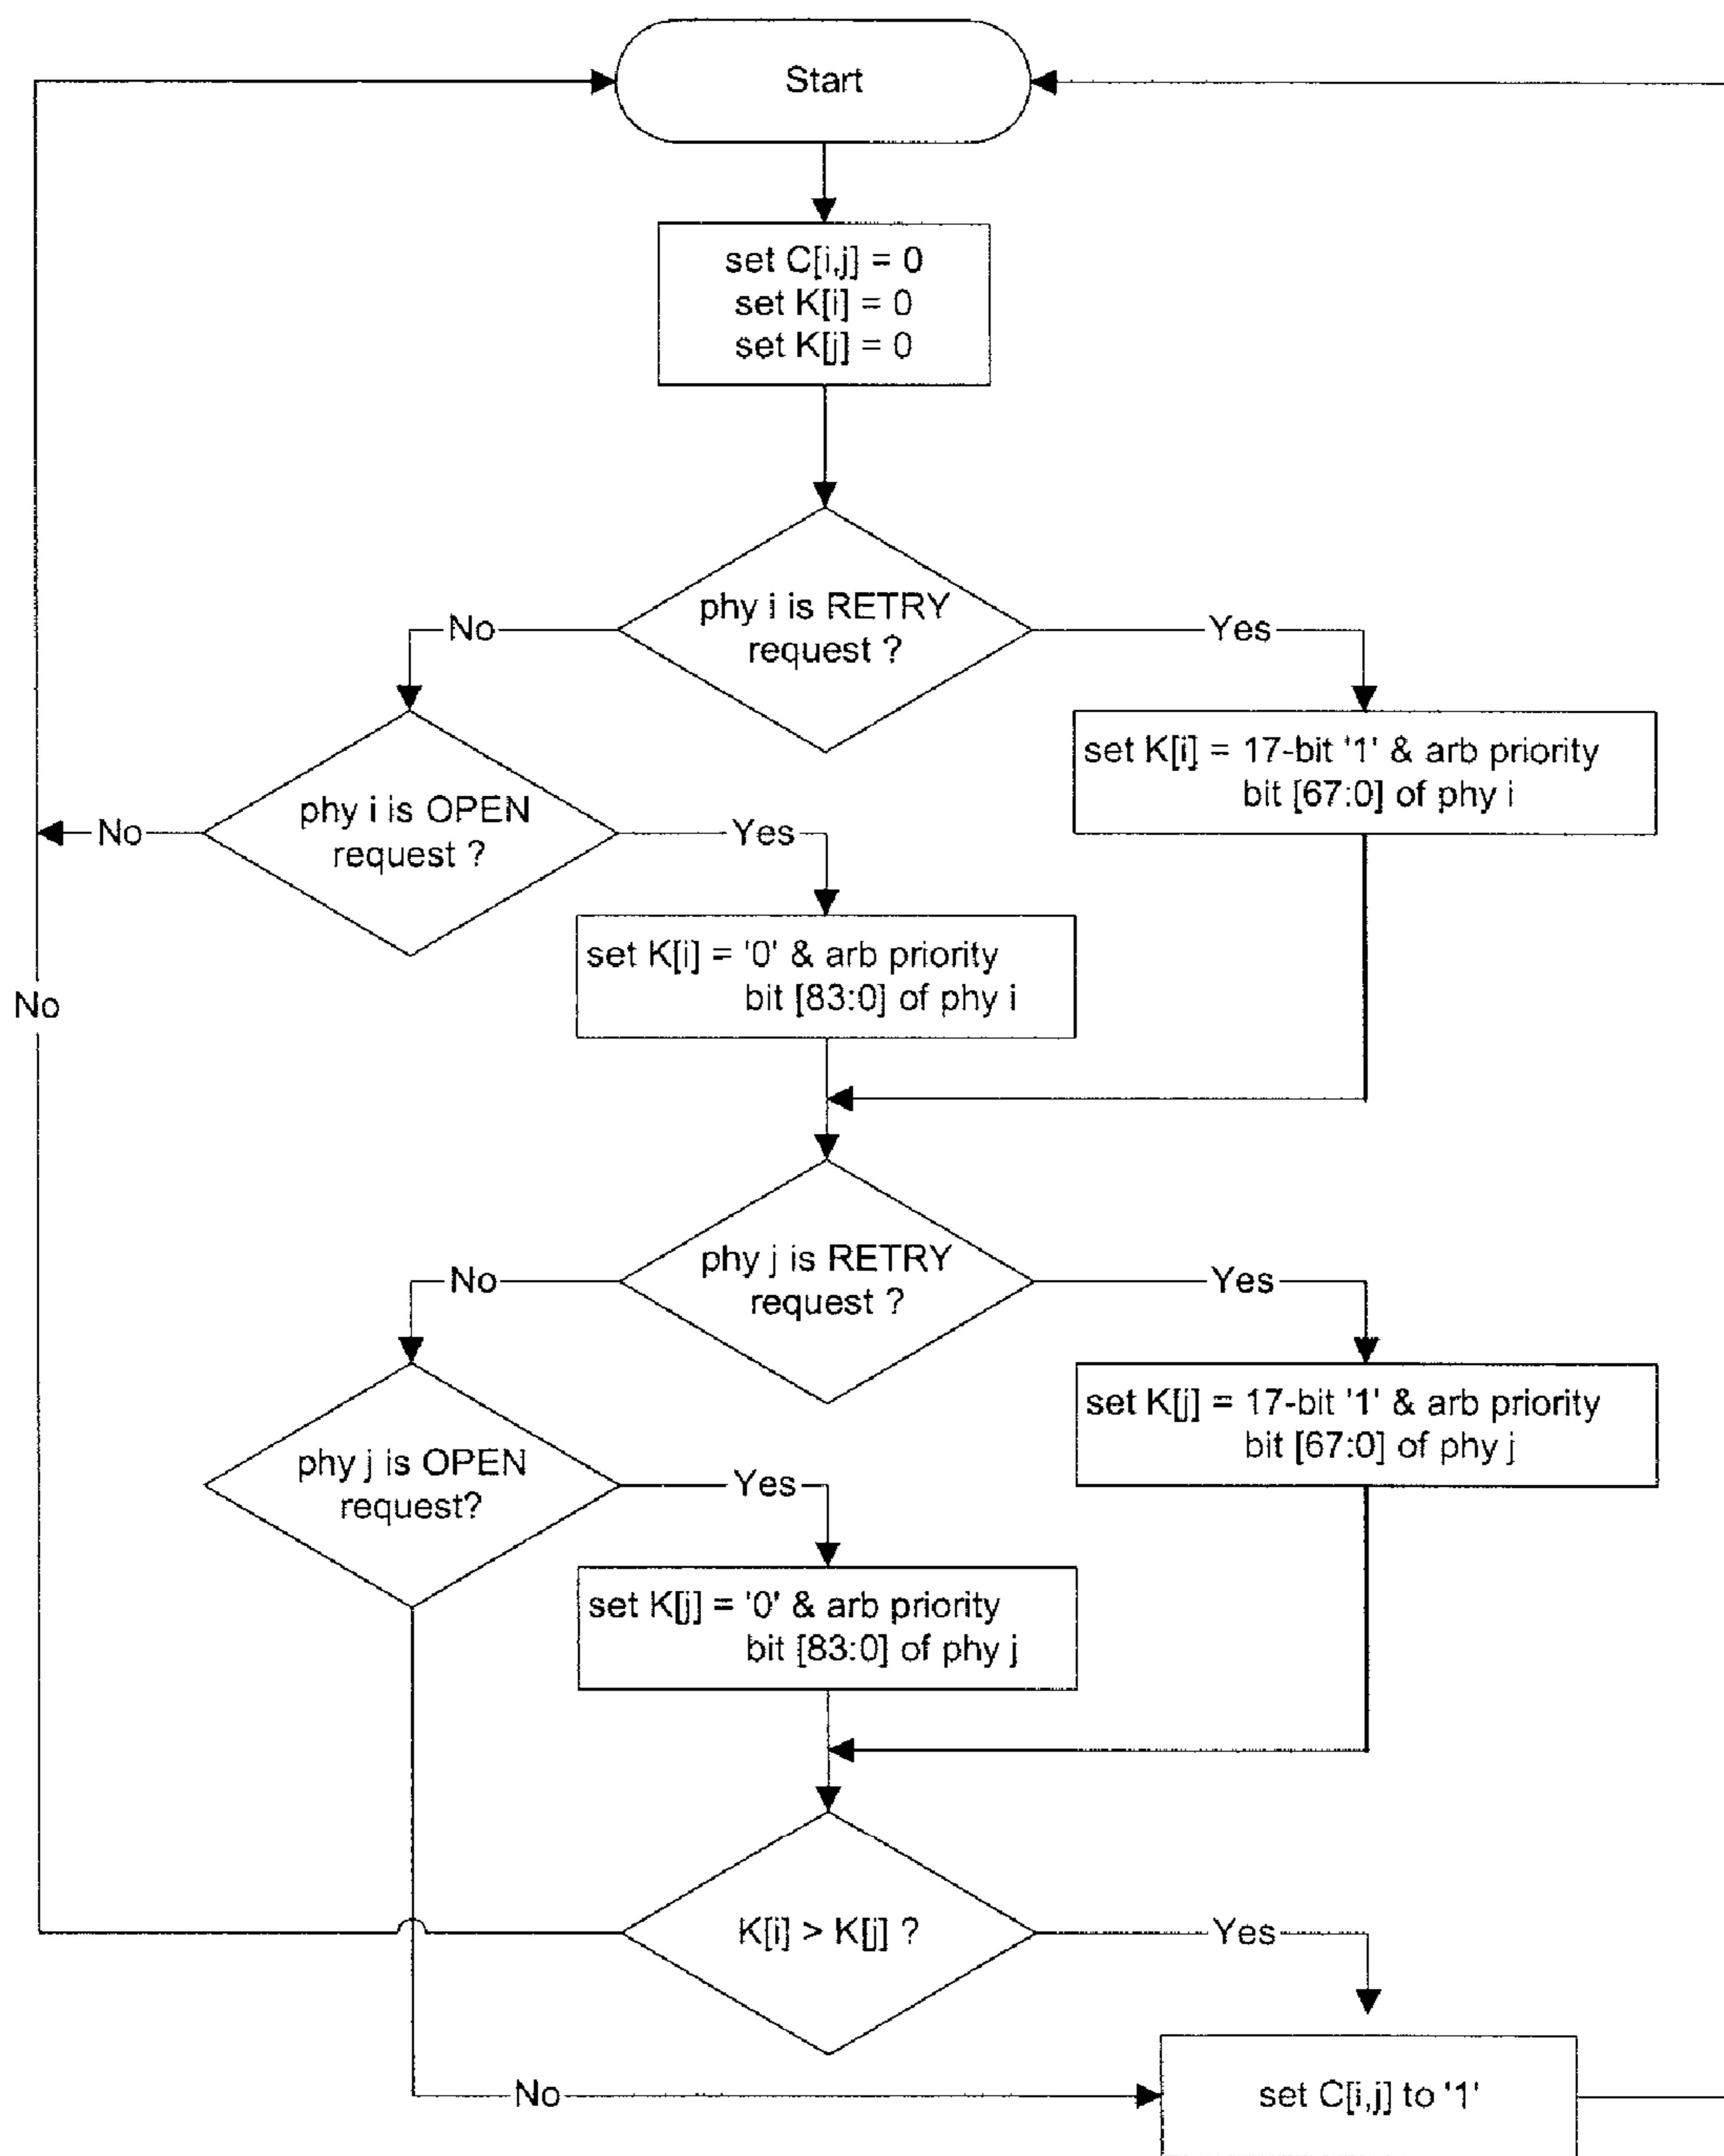 Start
set C[i,j] = 0
set K[i] = 0
set K[j] = 0
phy i is RETRY
request ?
No
Yes
set K[i] = 17-bit '1' & arb priority
bit [67:0] of phy i
phy i is OPEN
request ?
No
Yes
set K[i] = '0' & arb priority
bit [83:0] of phy i
No
phy j is RETRY
request ?
No
Yes
set K[j] = 17-bit '1' & arb priority
bit [67:0] of phy j
phy j is OPEN
request?
Yes
set K[j] = '0' & arb priority
bit [83:0] of phy j
K[i] > K[j] ?
Yes
No
set C[i,j] to '1'